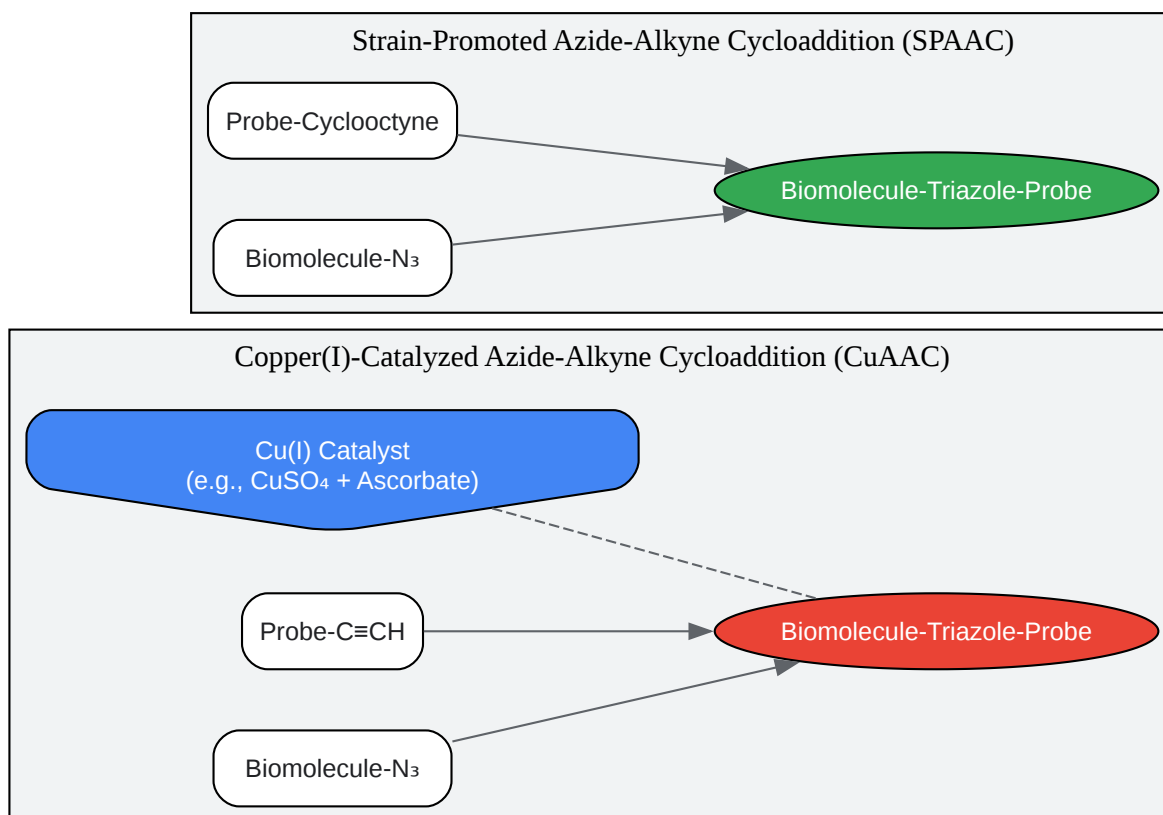 Strain-Promoted Azide-Alkyne Cycloaddition (SPAAC)
Probe-Cyclooctyne
Biomolecule-Triazole-Probe
Biomolecule-N₃
Copper(I)-Catalyzed Azide-Alkyne Cycloaddition (CuAAC)
Cu(I) Catalyst
(e.g., CuSO₄ + Ascorbate)
Probe-C≡CH
Biomolecule-Triazole-Probe
Biomolecule-N₃